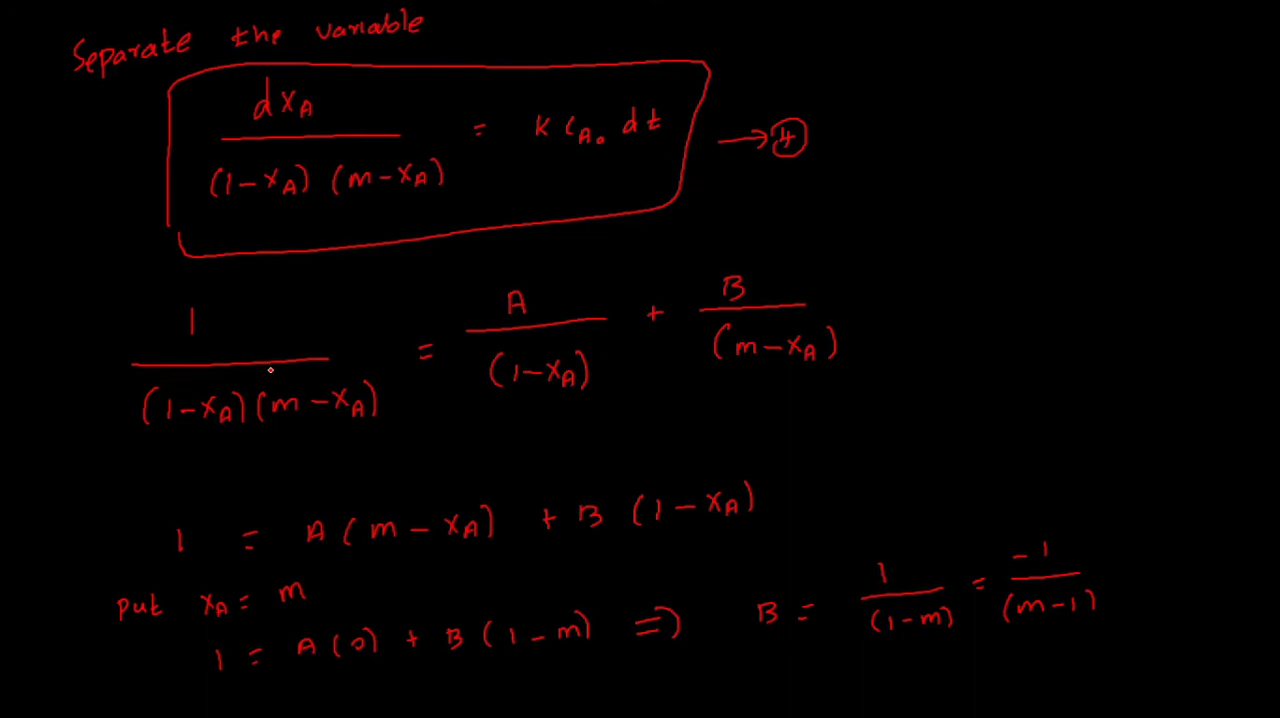 Separate the variable
dX_A / (1-X_A) (m-X_A) = K C_A0 dt → ④
1 / (1-X_A)(m-X_A) = A / (1-X_A) + B / (m-X_A)
1 = A (m-X_A) + B (1-X_A)
put X_A = m
1 = A(0) + B(1-m) => B = 1 / (1-m) = -1 / (m-1)